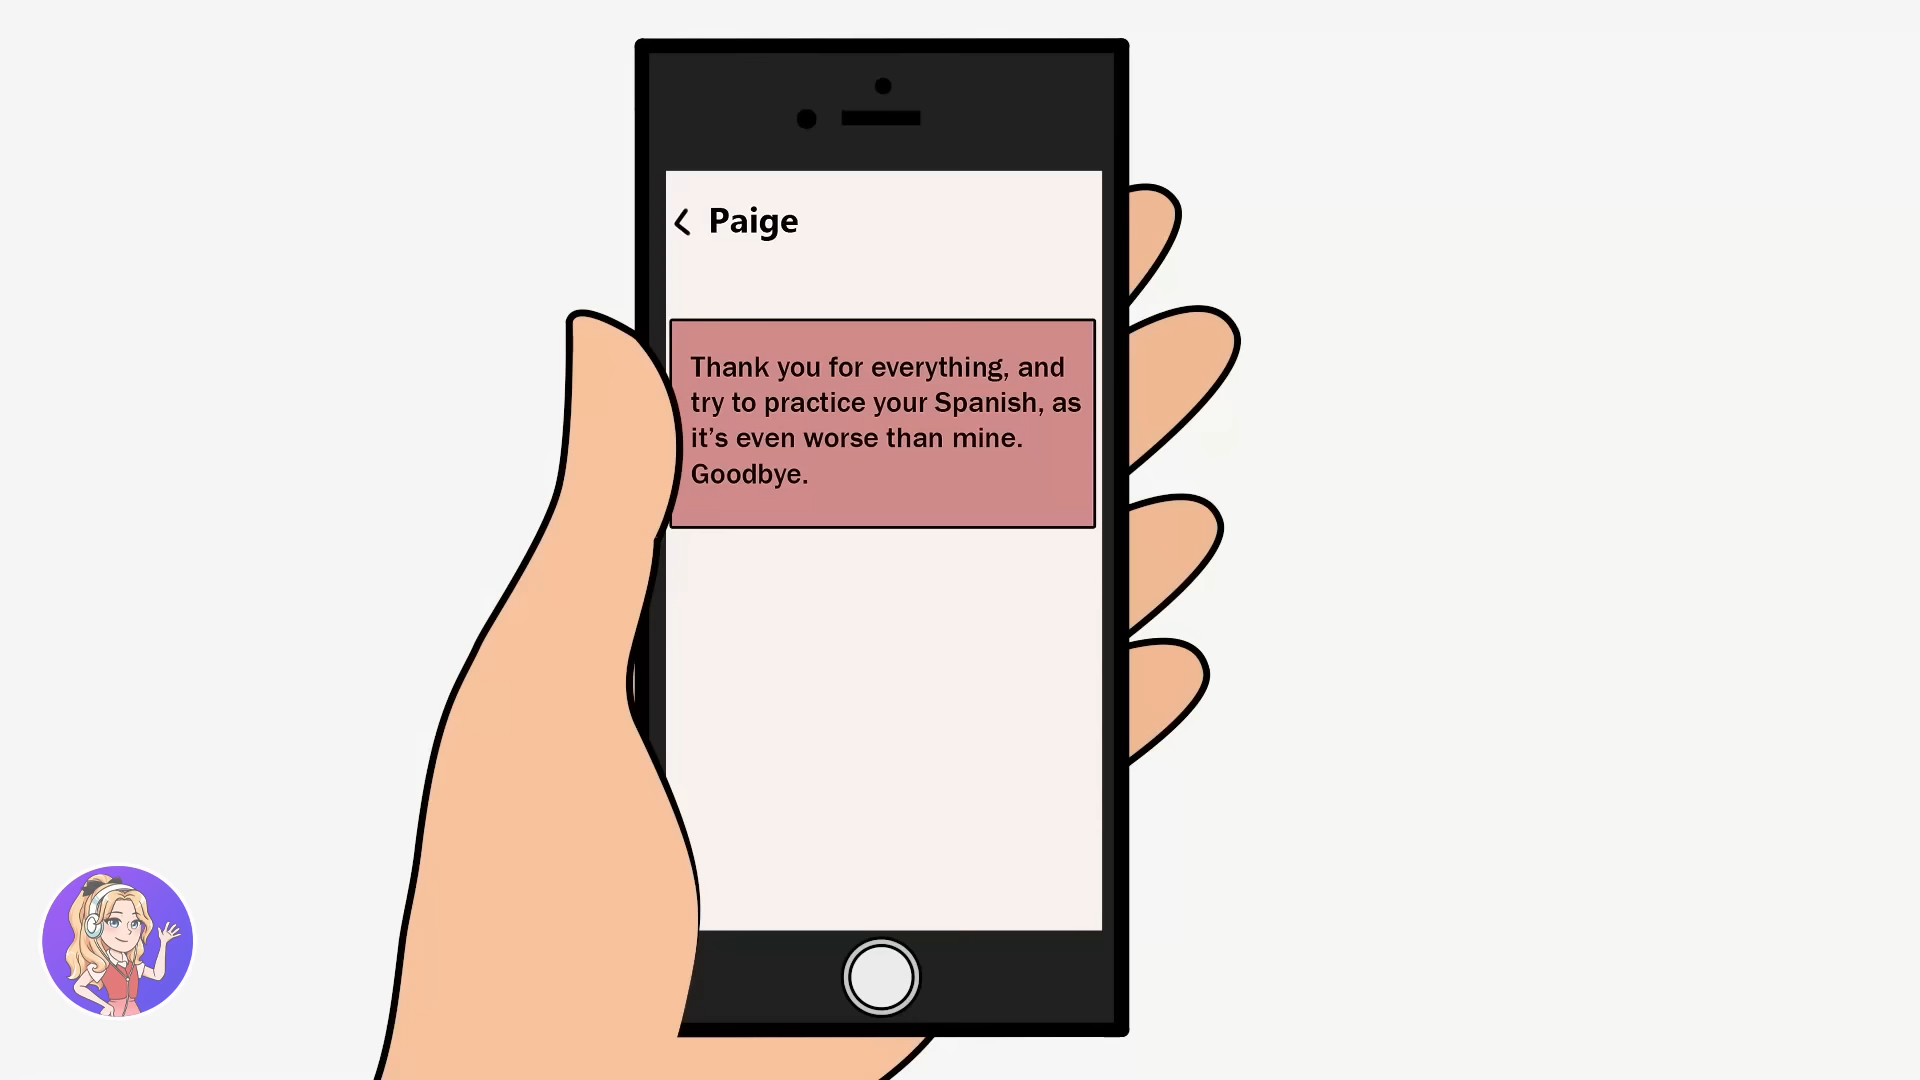 Paige
Thank you for everything, and
try to practice your Spanish, as
it’s even worse than mine.
Goodbye.